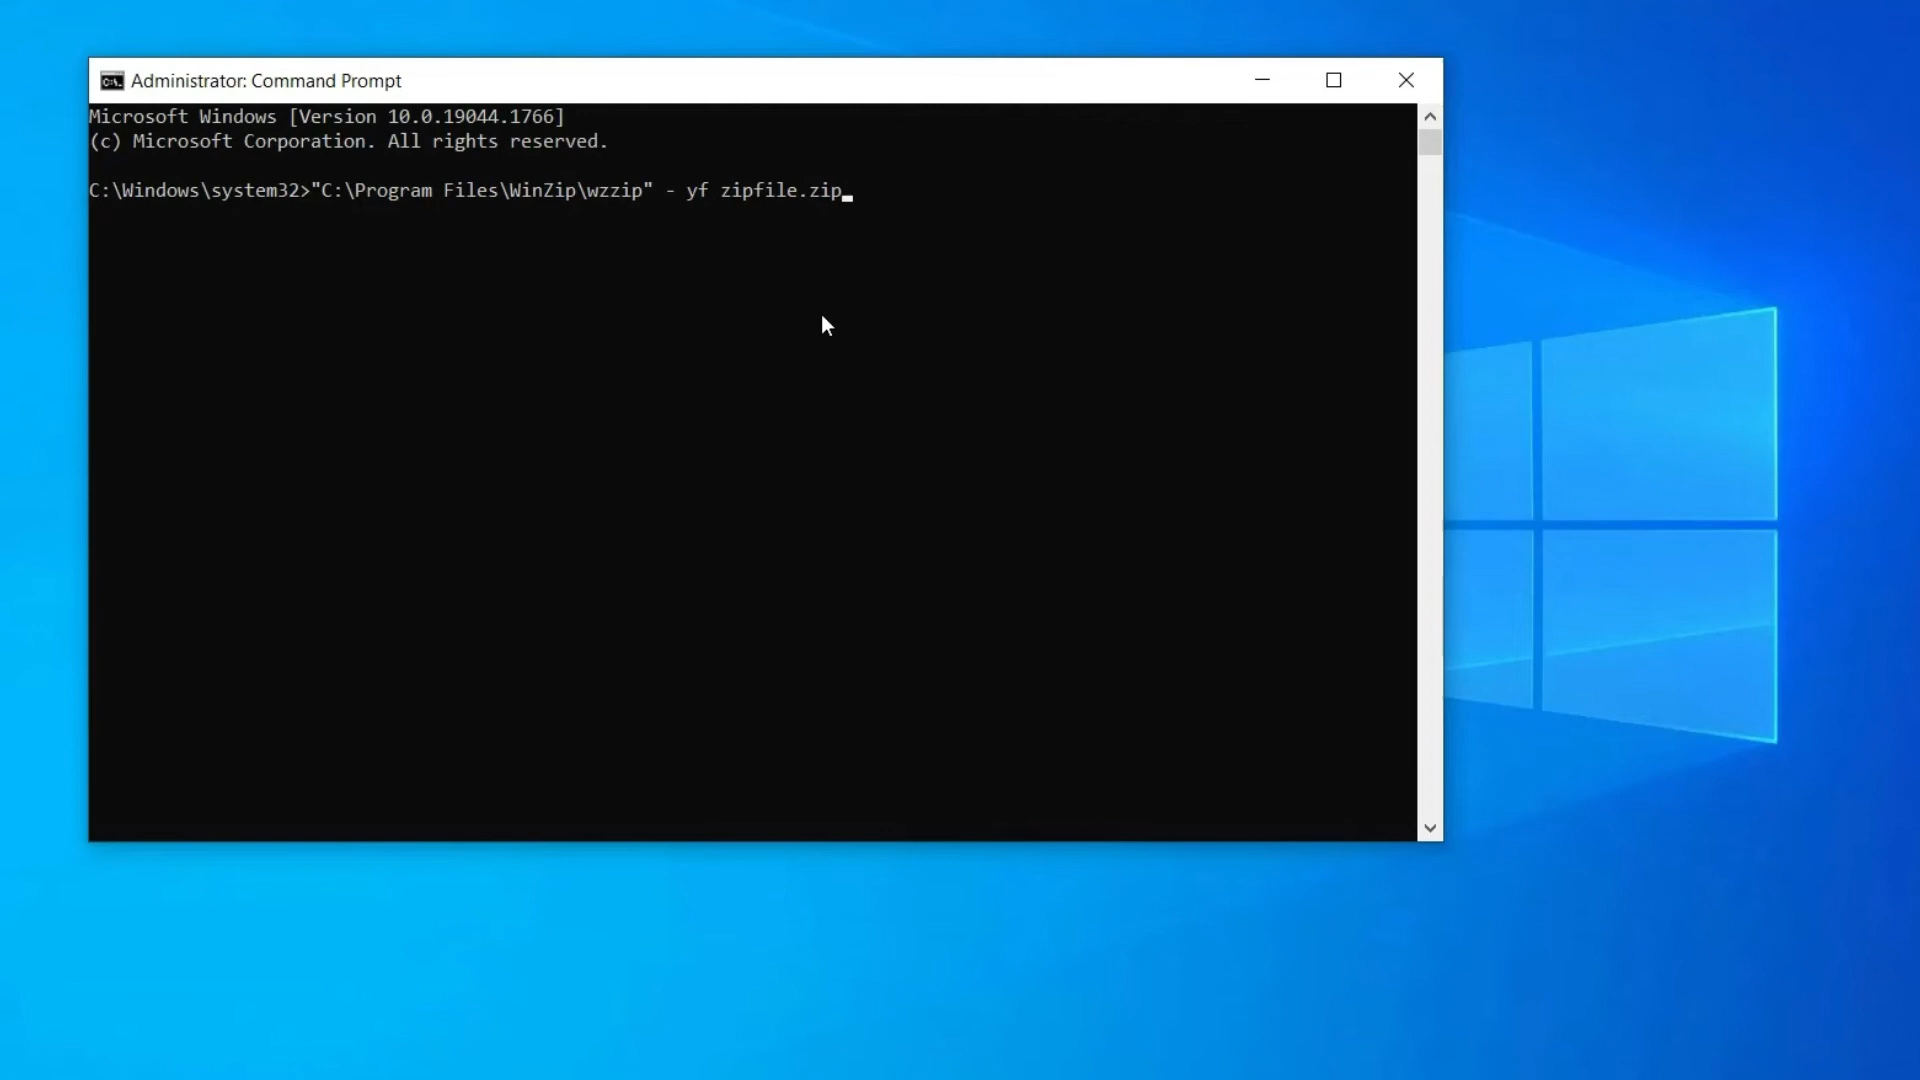 Administrator: Command Prompt
Microsoft Windows [Version 10.0.19044.1766]
(c) Microsoft Corporation. All rights reserved.
C:\Windows\system32>"C:\Program Files\WinZip\wzzip" - yf zipfile.zip